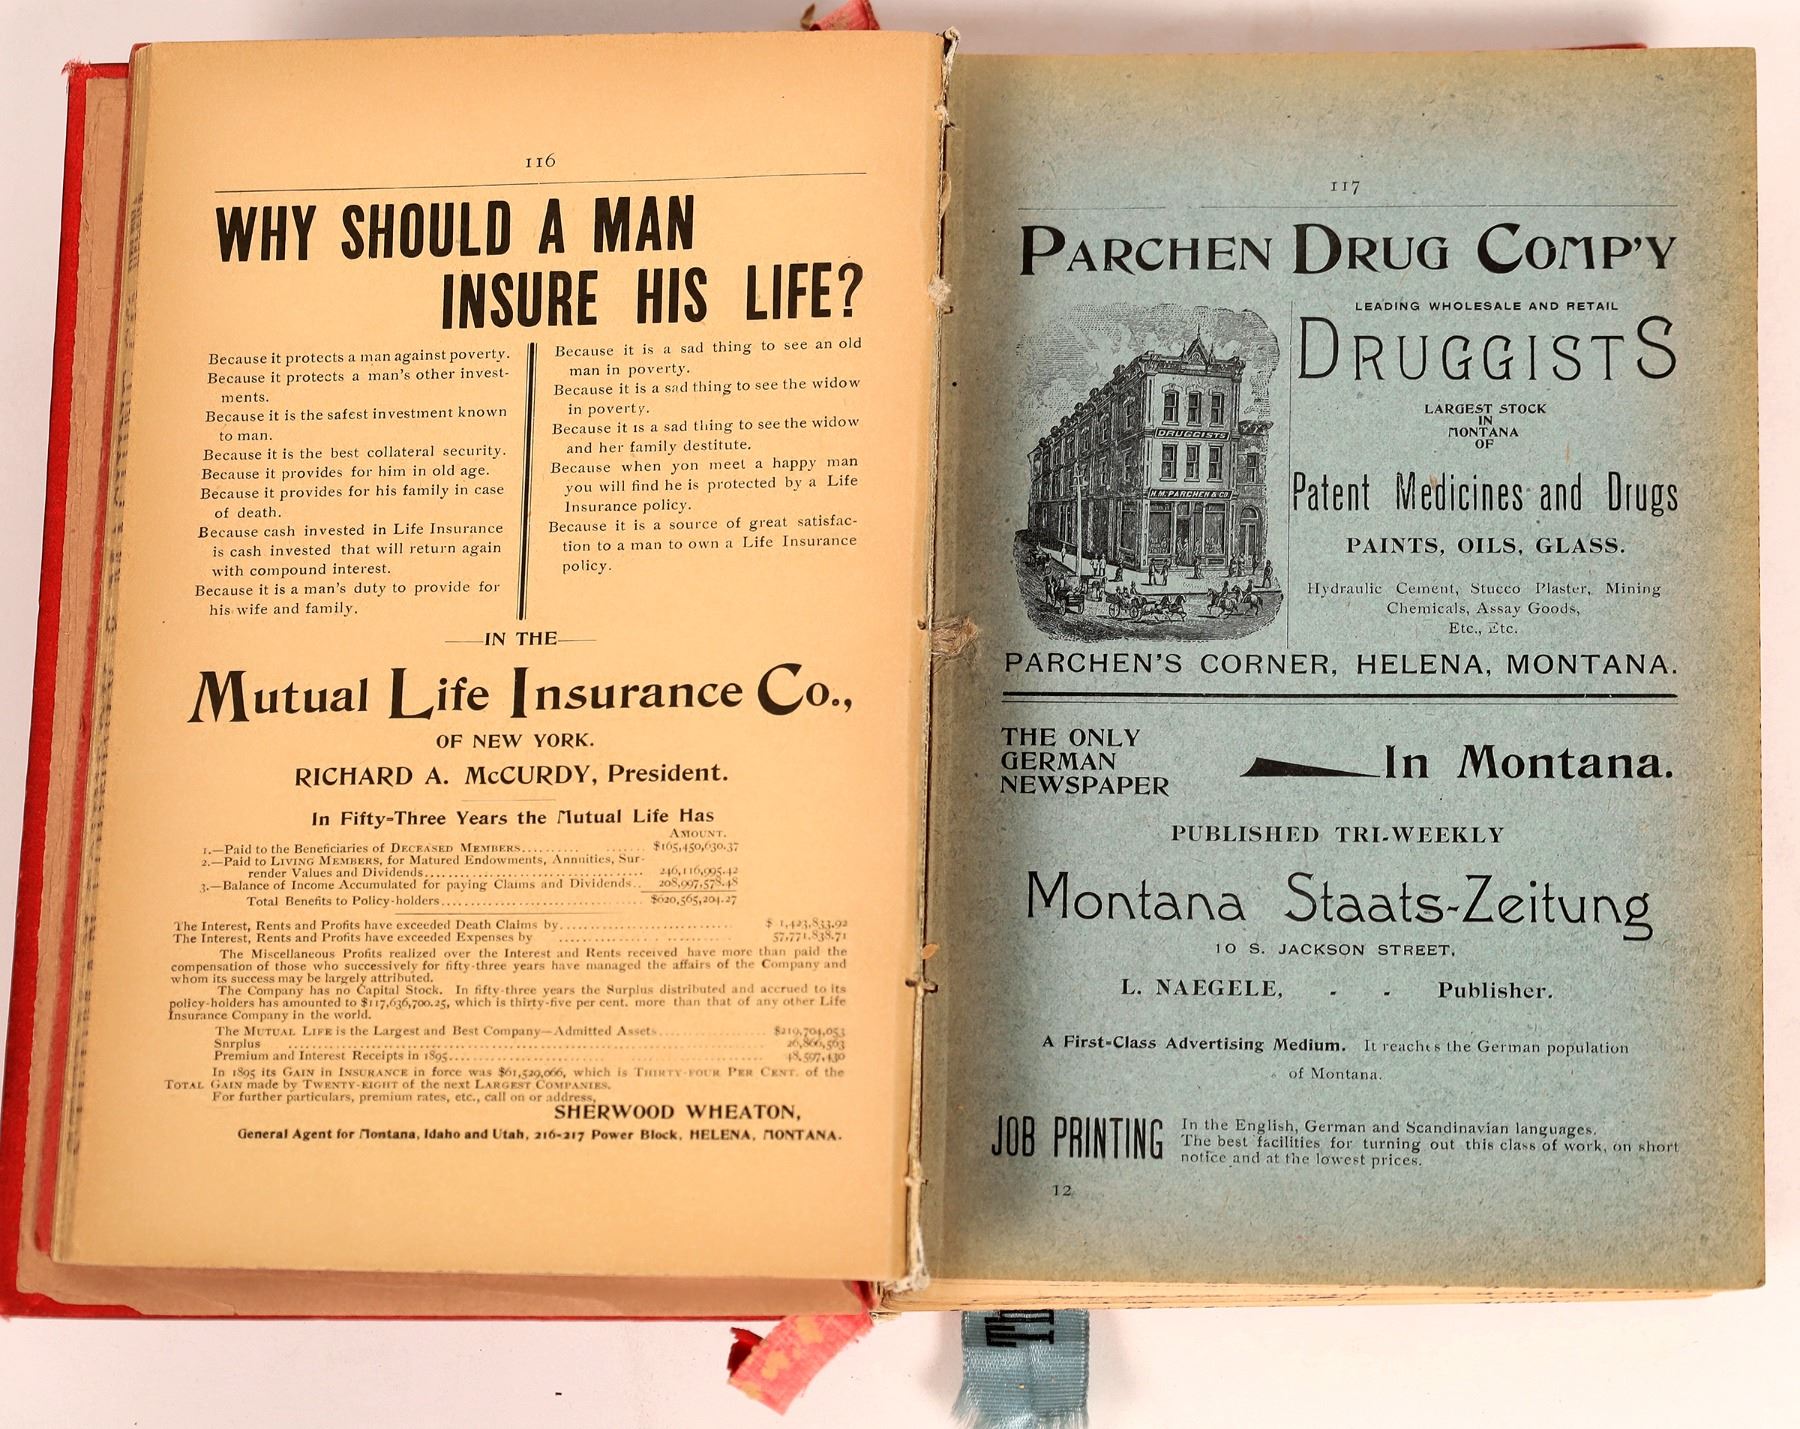 116
WHY SHOULD A MAN
INSURE HIS LIFE?
Because it protects a man against poverty.
Because it protects a man's other invest-
ments.
Because it is the safest investment known
to man.
Because it is the best collateral security.
Because it provides for him in old age.
Because it provides for his family in case
of death.
Because cash invested in Life Insurance
is cash invested that will return again
with compound interest.
Because it is a man's duty to provide for
his wife and family.
Because it is a sad thing to see an old
man in poverty.
Because it is a sad thing to see the widow
in poverty.
Because it is a sad thing to see the widow
and her family destitute.
Because when yon meet a happy man
you will find he is protected by a Life
Insurance policy.
Because it is a source of great satisfac-
tion to a man to own a Life Insurance
policy.
IN THE
Mutual Life Insurance Co.,
OF NEW YORK.
RICHARD A. McCURDY, President.
In Fifty-Three Years the Mutual Life Has
AMOUNT.
1.—Paid to the Beneficiaries of DECEASED MEMBERS.......... ....... $165,450,630.37
2.—Paid to LIVING MEMBERS, for Matured Endowments, Annuities, Sur-
render Values and Dividends................................ 246,116,995.42
3.—Balance of Income Accumulated for paying Claims and Dividends.. 208,997,578.48
Total Benefits to Policy-holders............................. $620,565,204.27
The Interest, Rents and Profits have exceeded Death Claims by............................. $ 1,423,833.92
The Interest, Rents and Profits have exceeded Expenses by .......... ............ 57,771,838.71
The Miscellaneous Profits realized over the Interest and Rents received have more than paid the
compensation of those who successively for fifty-three years have managed the affairs of the Company and
whom its success may be largely attributed.
The Company has no Capital Stock. In fifty-three years the Surplus distributed and accrued to its
policy-holders has amounted to $117,636,700.25, which is thirty-five per cent. more than that of any other Life
Insurance Company in the world.
The MUTUAL LIFE is the Largest and Best Company—Admitted Assets................ $219,704,053
Snrplus ........................................ 26,866,563
Premium and Interest Receipts in 1895................................ 48,597,430
In 1895 its GAIN in INSURANCE in force was $61,529,066, which is THIRTY-FOUR PER CENT. of the
TOTAL GAIN made by TWENTY-EIGHT of the next LARGEST COMPANIES.
For further particulars, premium rates, etc., call on or address,
SHERWOOD WHEATON,
General Agent for Montana, Idaho and Utah, 216-217 Power Block, HELENA, MONTANA.
117
PARCHEN DRUG COMP'Y
LEADING WHOLESALE AND RETAIL
DRUGGISTS
LARGEST STOCK
IN
MONTANA
OF
Patent Medicines and Drugs
PAINTS, OILS, GLASS.
Hydraulic Cement, Stucco Plaster, Mining
Chemicals, Assay Goods,
Etc., Etc.
DRUGGISTS
H.M. PARCHEN & CO
PARCHEN'S CORNER, HELENA, MONTANA.
THE ONLY
GERMAN
NEWSPAPER
In Montana.
PUBLISHED TRI-WEEKLY
Montana Staats-Zeitung
10 S. JACKSON STREET,
L. NAEGELE, - - Publisher.
A First-Class Advertising Medium. It reaches the German population
of Montana.
JOB PRINTING
In the English, German and Scandinavian languages.
The best facilities for turning out this class of work, on short
notice and at the lowest prices.
12
Th